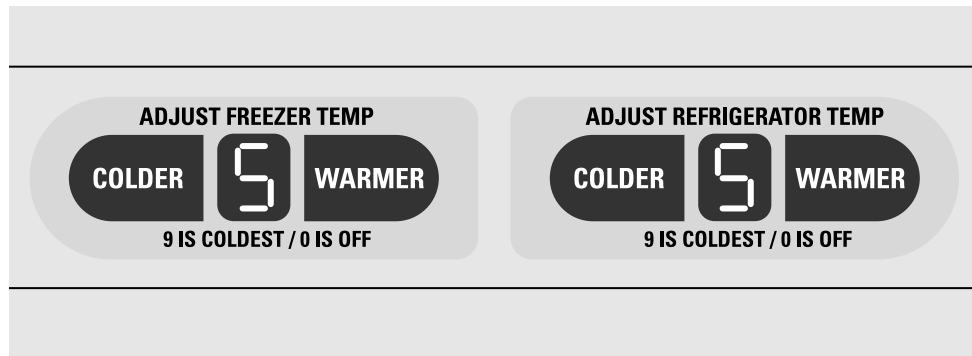 ADJUST FREEZER TEMP
COLDER 5 WARMER
9 IS COLDEST / 0 IS OFF
ADJUST REFRIGERATOR TEMP
COLDER 5 WARMER
9 IS COLDEST / 0 IS OFF